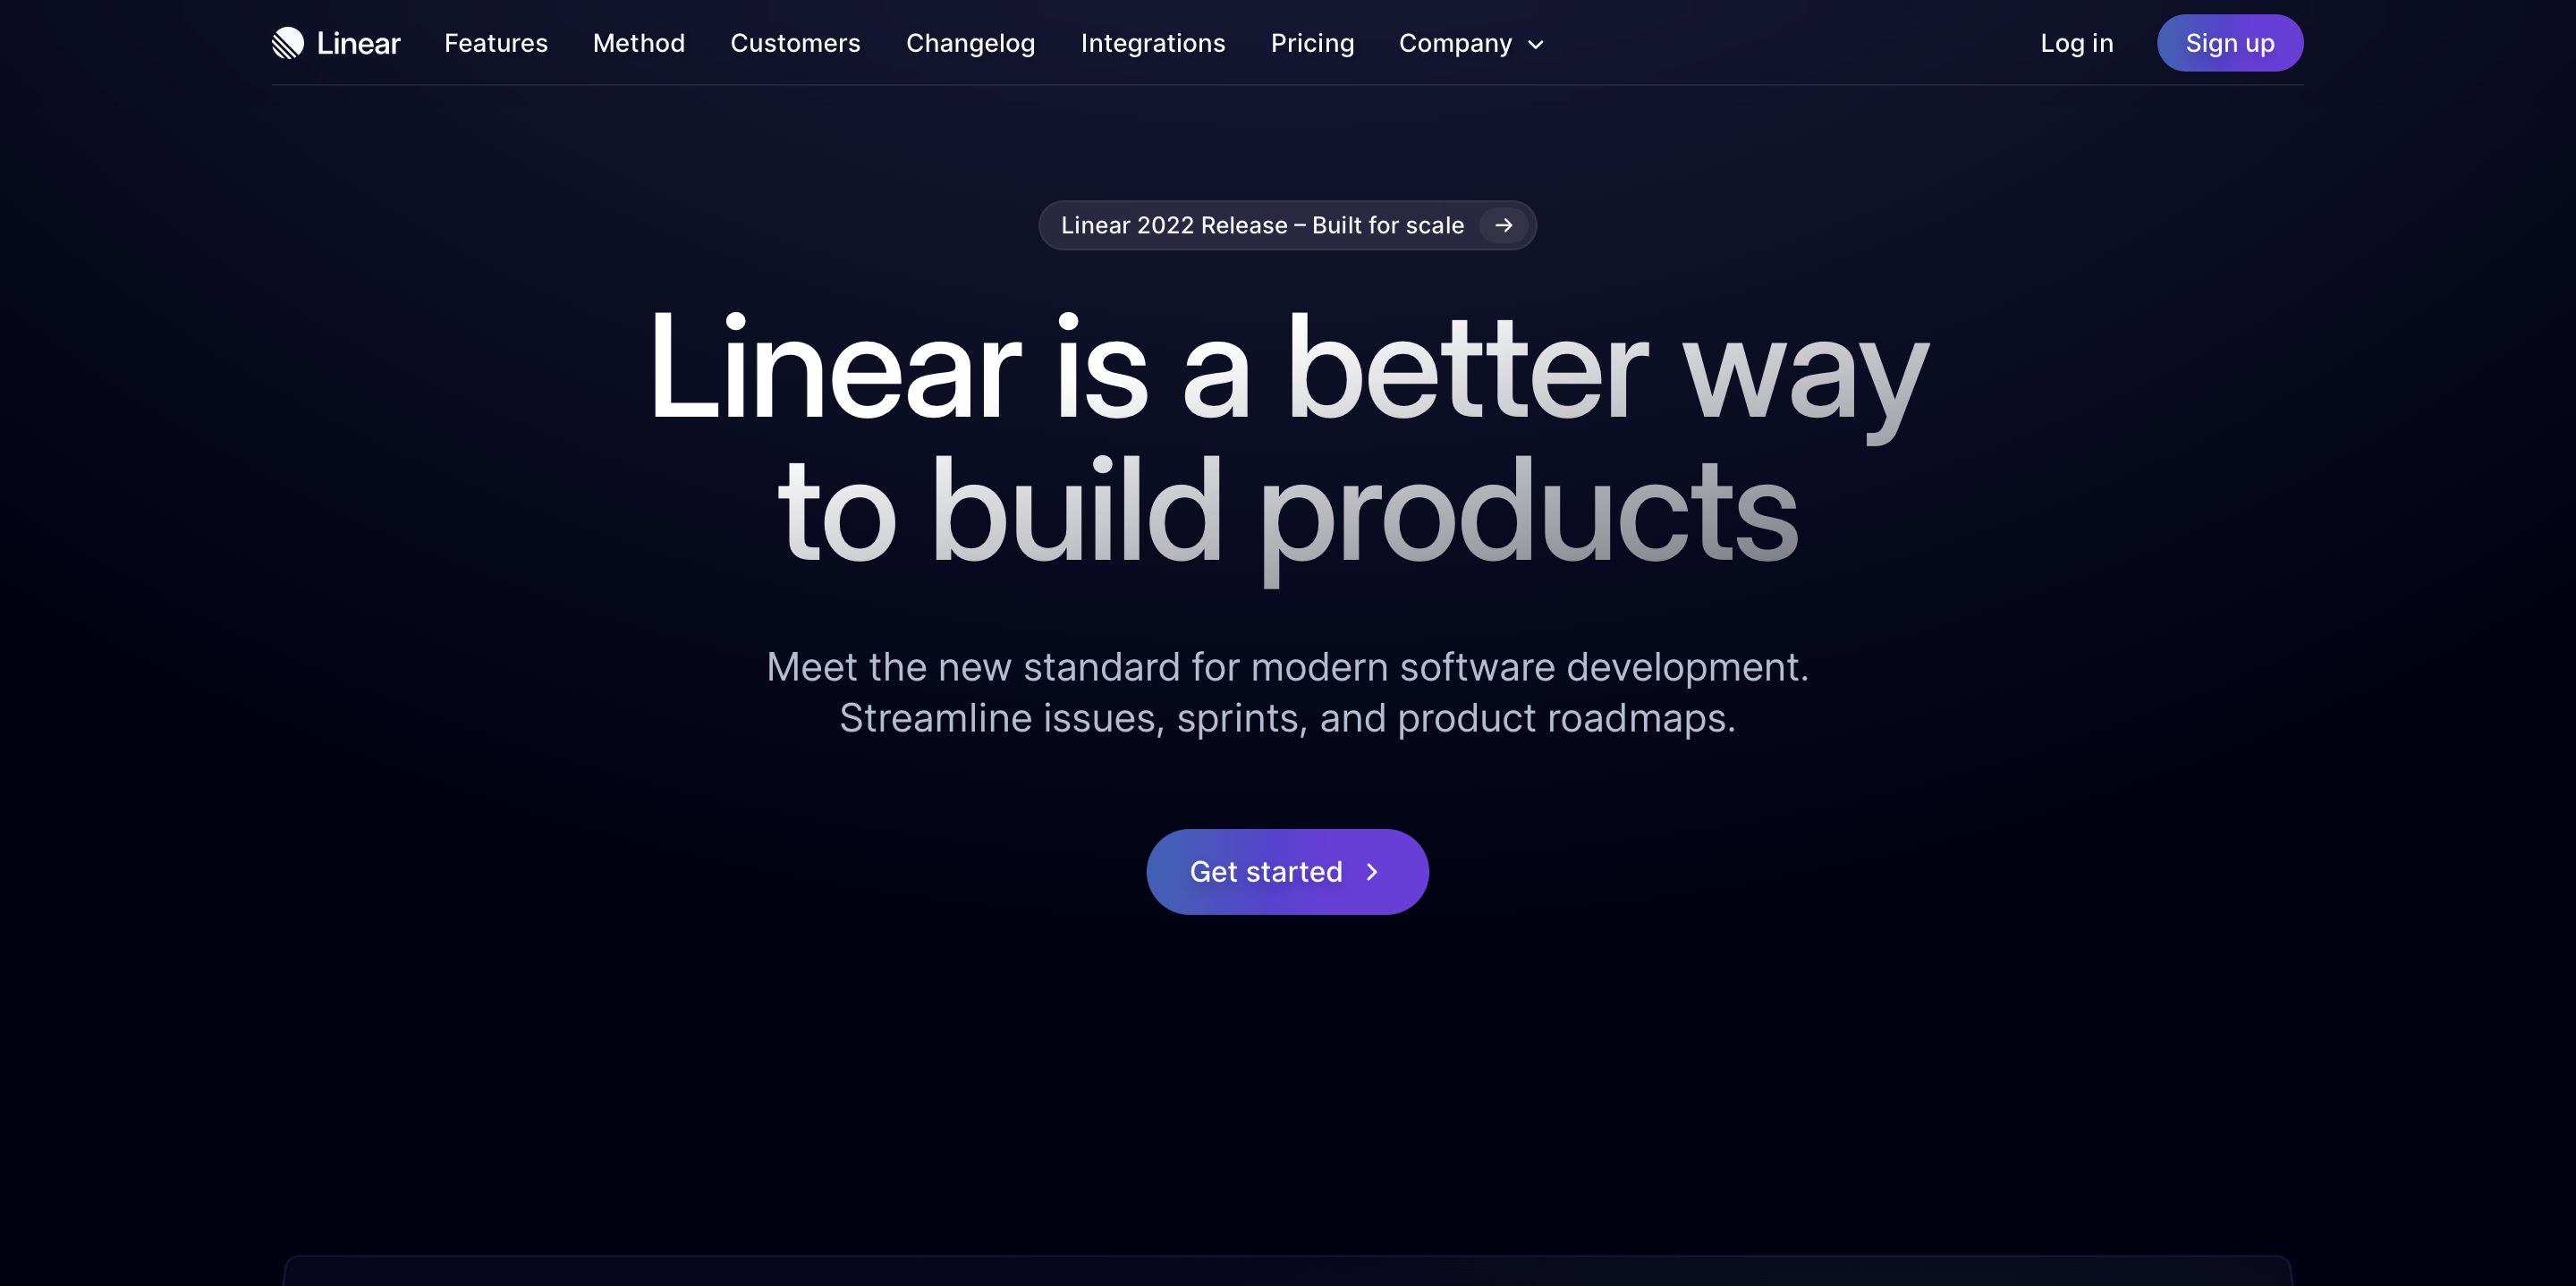 Linear Features Method Customers Changelog Integrations Pricing Company Log in Sign up
Linear 2022 Release – Built for scale
Linear is a better way
to build products
Meet the new standard for modern software development.
Streamline issues, sprints, and product roadmaps.
Get started